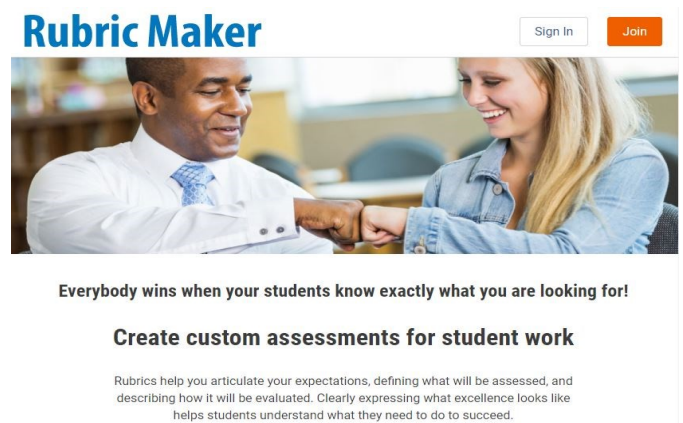 Rubric Maker
Sign In
Join
Everybody wins when your students know exactly what you are looking for!
Create custom assessments for student work
Rubrics help you articulate your expectations, defining what will be assessed, and
describing how it will be evaluated. Clearly expressing what excellence looks like
helps students understand what they need to do to succeed.